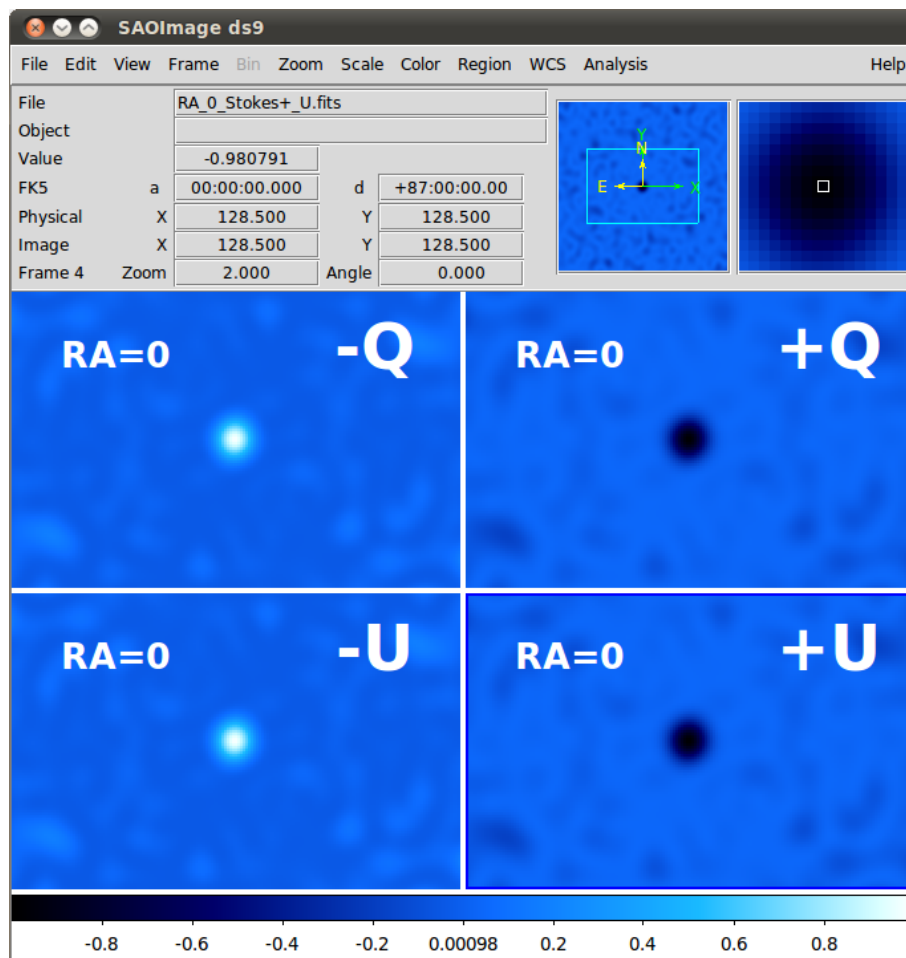 SAOImage ds9
File Edit View Frame Bin Zoom Scale Color Region WCS Analysis Help
File RA_0_Stokes+_U.fits
Object
Value -0.980791
FK5 a 00:00:00.000 d +87:00:00.00
Physical X 128.500 Y 128.500
Image X 128.500 Y 128.500
Frame 4 Zoom 2.000 Angle 0.000
Y
N
E X
RA=0 -Q RA=0 +Q
RA=0 -U RA=0 +U
-0.8 -0.6 -0.4 -0.2 0.00098 0.2 0.4 0.6 0.8